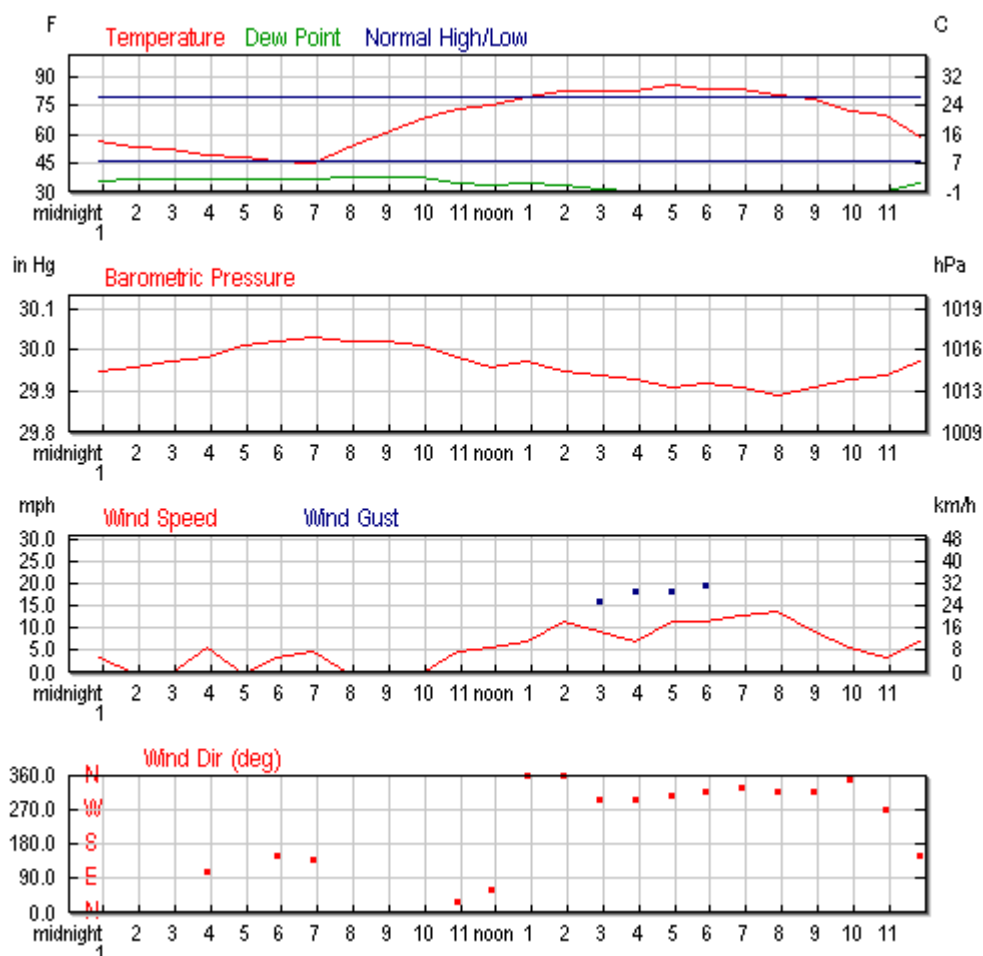 F Temperature Dew Point Normal High/Low C
90 32
75 24
60 16
45 7
30 -1
midnight 1 2 3 4 5 6 7 8 9 10 11 noon 1 2 3 4 5 6 7 8 9 10 11
in Hg Barometric Pressure hPa
30.1 1019
30.0 1016
29.9 1013
29.8 1009
midnight 1 2 3 4 5 6 7 8 9 10 11 noon 1 2 3 4 5 6 7 8 9 10 11
mph Wind Speed Wind Gust km/h
30.0 48
25.0 40
20.0 32
15.0 24
10.0 16
5.0 8
0.0 0
midnight 1 2 3 4 5 6 7 8 9 10 11 noon 1 2 3 4 5 6 7 8 9 10 11
Wind Dir (deg)
360.0 N
270.0 W
180.0 S
90.0 E
0.0 N
midnight 1 2 3 4 5 6 7 8 9 10 11 noon 1 2 3 4 5 6 7 8 9 10 11